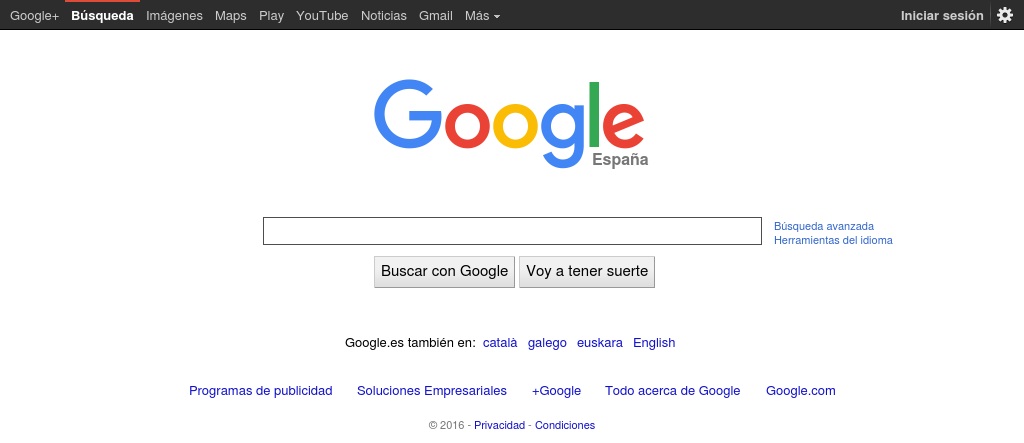 Google+ Búsqueda Imágenes Maps Play YouTube Noticias Gmail Más Iniciar sesión
Google
España
Búsqueda avanzada
Herramientas del idioma
Buscar con Google Voy a tener suerte
Google.es también en: català galego euskara English
Programas de publicidad Soluciones Empresariales +Google Todo acerca de Google Google.com
© 2016 - Privacidad - Condiciones